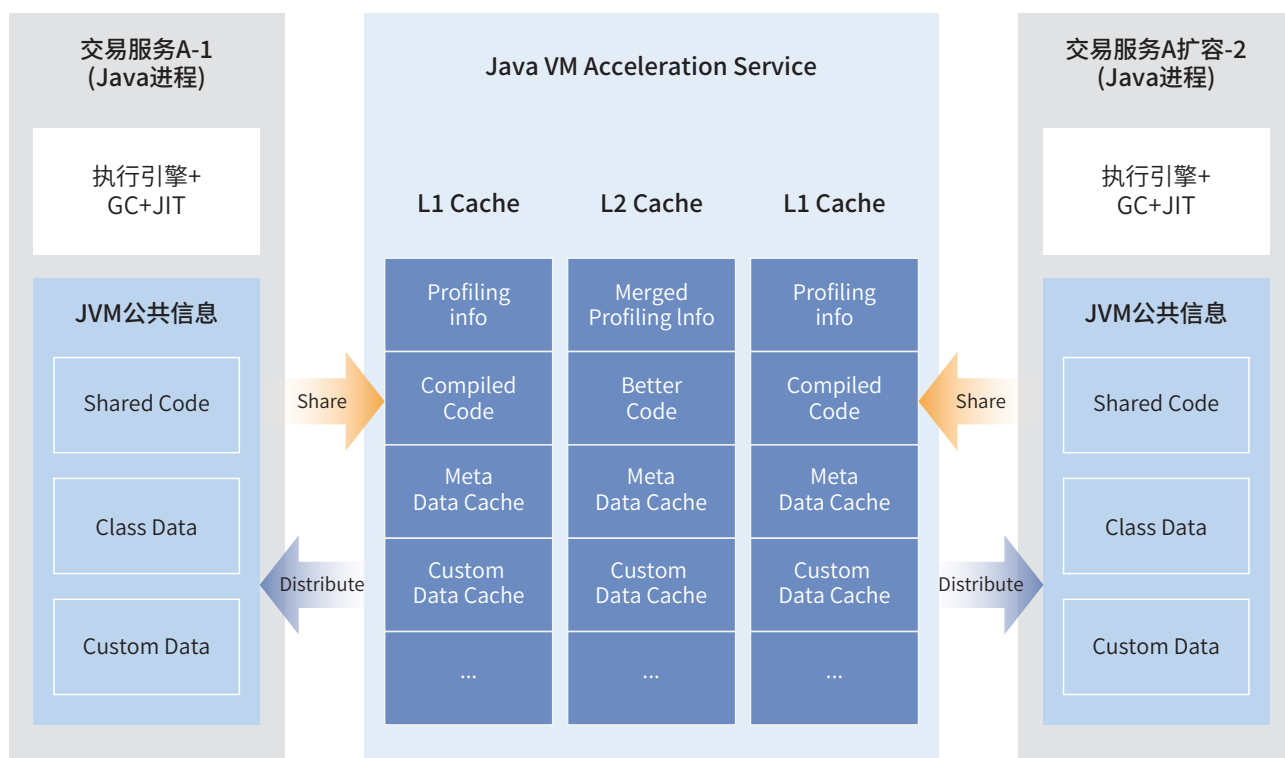 交易服务A-1
(Java进程)
执行引擎+
GC+JIT
JVM公共信息
Shared Code
Class Data
Custom Data
Share
Distribute
Java VM Acceleration Service
L1 Cache
Profiling
info
Compiled
Code
Meta
Data Cache
Custom
Data Cache
...
L2 Cache
Merged
Profiling lnfo
Better
Code
Meta
Data Cache
Custom
Data Cache
...
L1 Cache
Profiling
info
Compiled
Code
Meta
Data Cache
Custom
Data Cache
...
Share
Distribute
交易服务A扩容-2
(Java进程)
执行引擎+
GC+JIT
JVM公共信息
Shared Code
Class Data
Custom Data